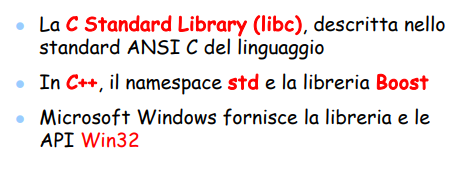 La C Standard Library (libc), descritta nello
standard ANSI C del linguaggio
In C++, il namespace std e la libreria Boost
Microsoft Windows fornisce la libreria e le
API Win32